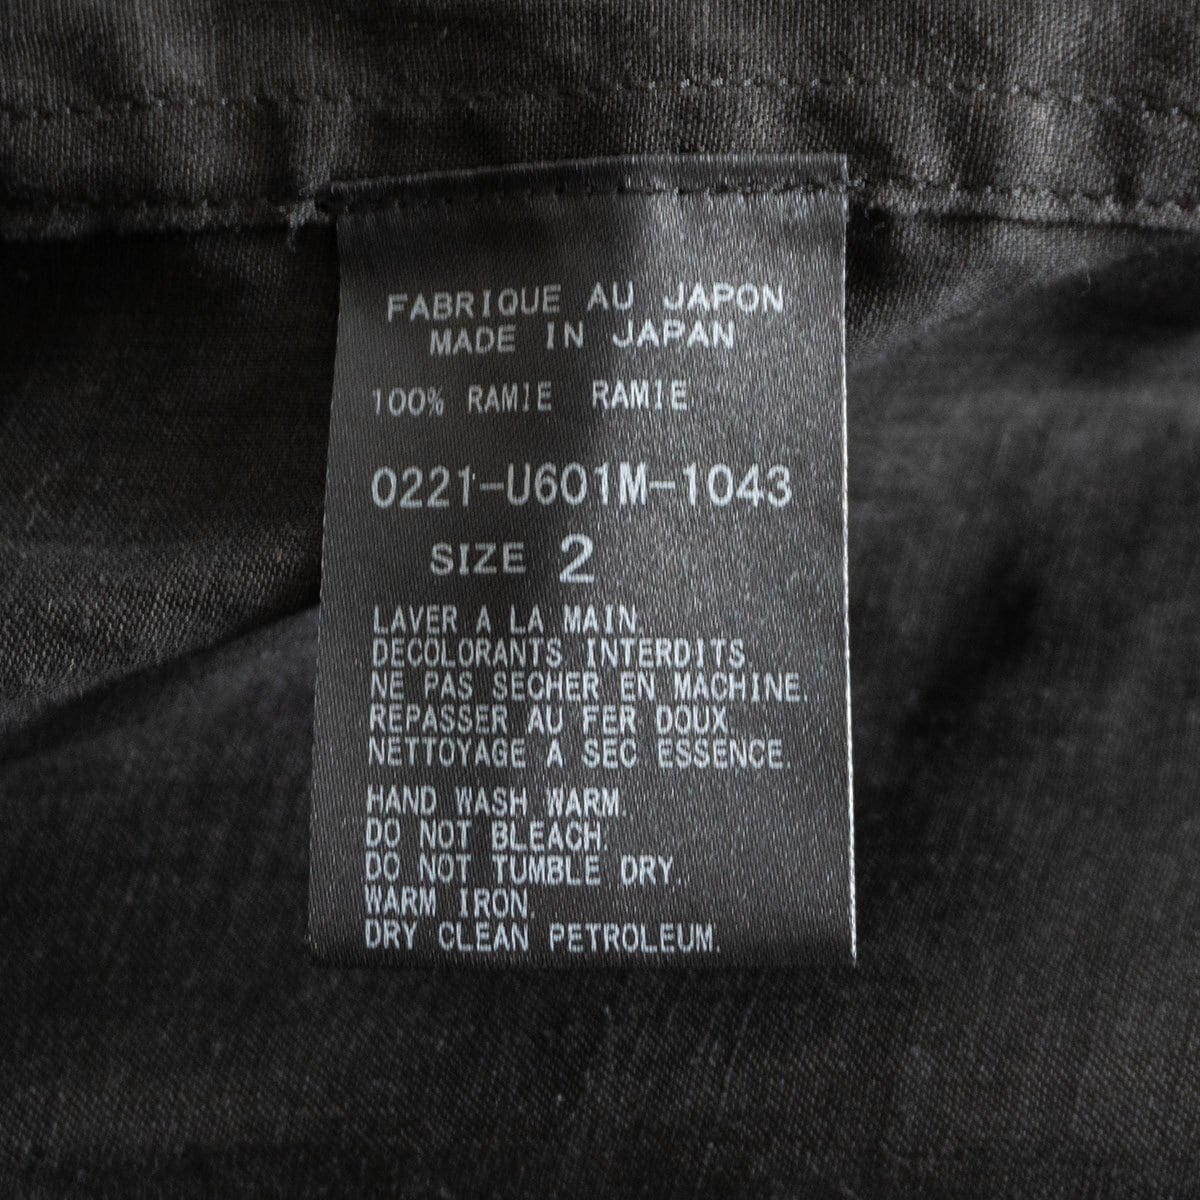 FABRIQUE AU JAPON
MADE IN JAPAN
100% RAMIE RAMIE
0221-U601M-1043
SIZE 2
LAVER A LA MAIN.
DECOLORANTS INTERDITS.
NE PAS SECHER EN MACHINE.
REPASSER AU FER DOUX.
NETTOYAGE A SEC ESSENCE.
HAND WASH WARM.
DO NOT BLEACH.
DO NOT TUMBLE DRY.
WARM IRON.
DRY CLEAN PETROLEUM.